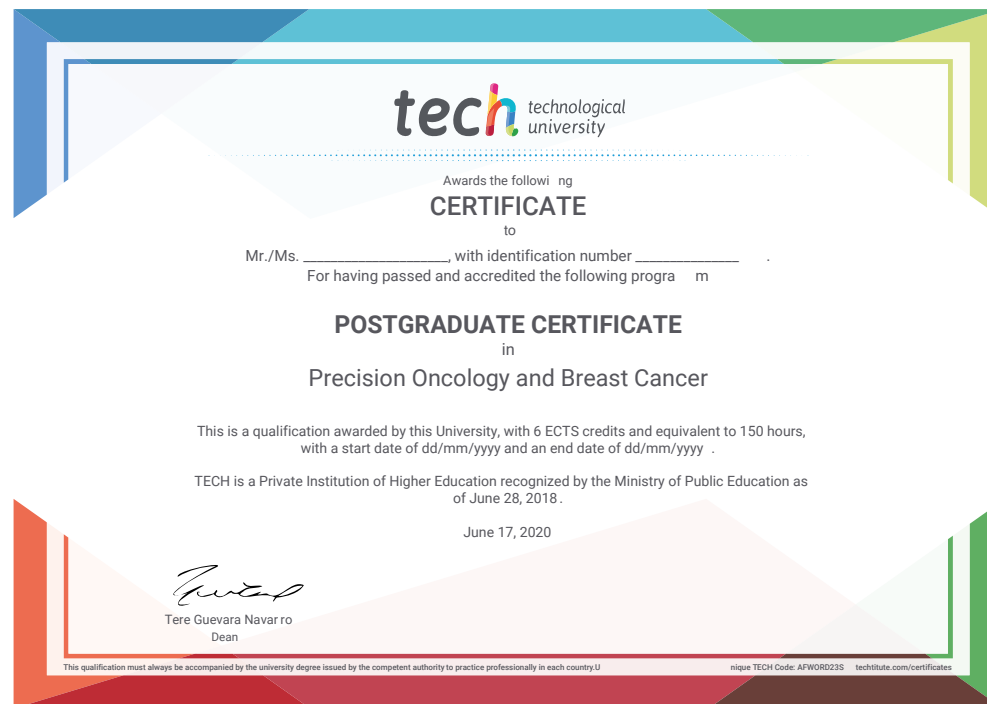 tech technological
university
Awards the followi ng
CERTIFICATE
to
Mr./Ms. ____________________, with identification number ______________ .
For having passed and accredited the following progra m
POSTGRADUATE CERTIFICATE
in
Precision Oncology and Breast Cancer
This is a qualification awarded by this University, with 6 ECTS credits and equivalent to 150 hours,
with a start date of dd/mm/yyyy and an end date of dd/mm/yyyy .
TECH is a Private Institution of Higher Education recognized by the Ministry of Public Education as
of June 28, 2018 .
June 17, 2020
Tere Guevara Navar ro
Dean
This qualification must always be accompanied by the university degree issued by the competent authority to practice professionally in each country.U nique TECH Code: AFWORD23S techtitute.com/certificates